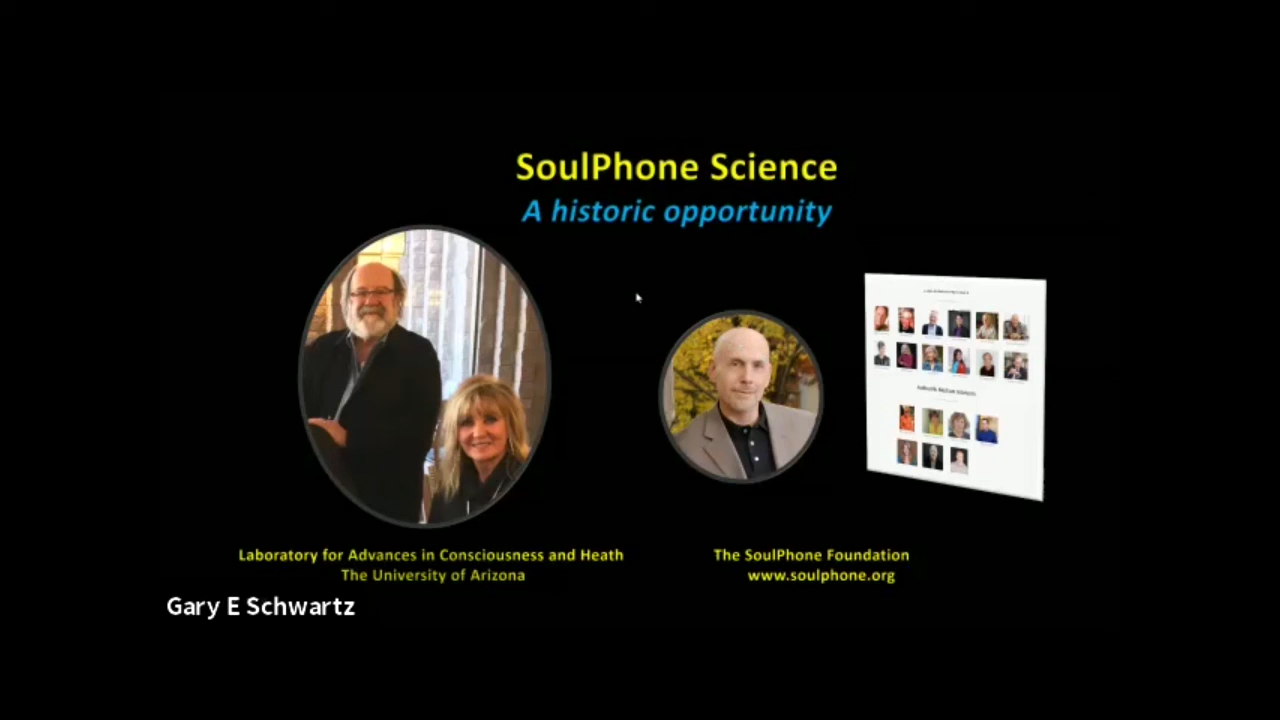 SoulPhone Science
A historic opportunity
Laboratory for Advances in Consciousness and Heath
The University of Arizona
The SoulPhone Foundation
www.soulphone.org
Gary E Schwartz